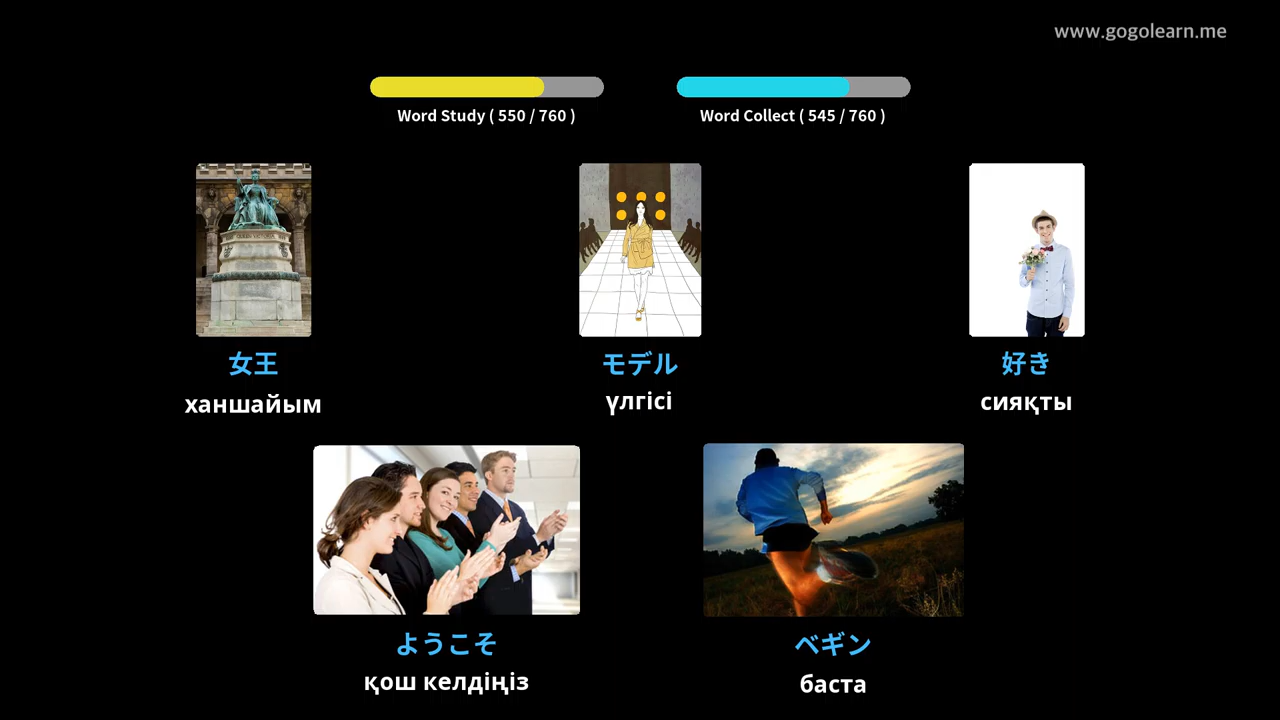 www.gogolearn.me
Word Study ( 550 / 760 )
Word Collect ( 545 / 760 )
女王
ханшайым
モデル
үлгісі
好き
сияқты
ようこそ
қош келдіңіз
ベギン
баста